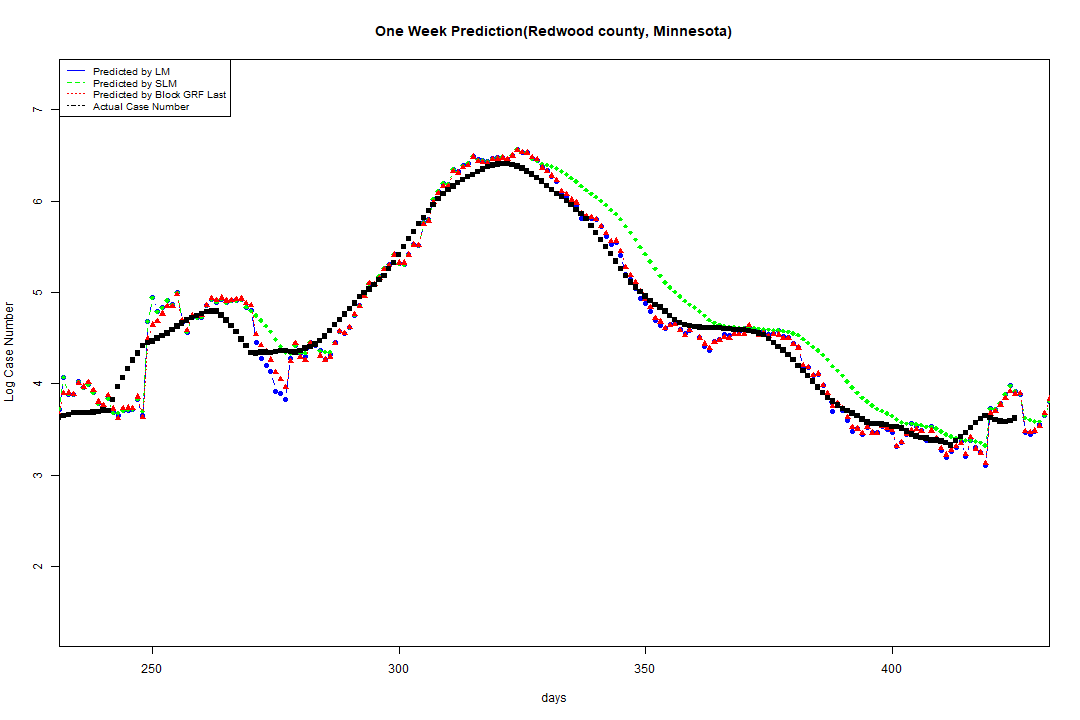 One Week Prediction(Redwood county, Minnesota)
Predicted by LM
Predicted by SLM
Predicted by Block GRF Last
Actual Case Number
7
6
5
4
3
2
Log Case Number
250 300 350 400
days